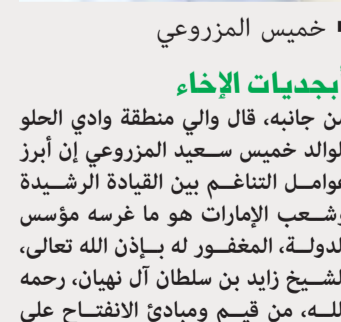 خميس المزروعي
أبجديات الإخاء
من جانبه، قال والي منطقة وادي الحلو
الوالد خميس سعيد المزروعي إن أبرز
عوامل التناغم بين القيادة الرشيدة
وشعب الإمارات هو ما غرسه مؤسس
الدولة، المغفور له بإذن الله تعالى،
الشيخ زايد بن سلطان آل نهيان، رحمه
الله، من قيم ومبادئ الانفتاح على